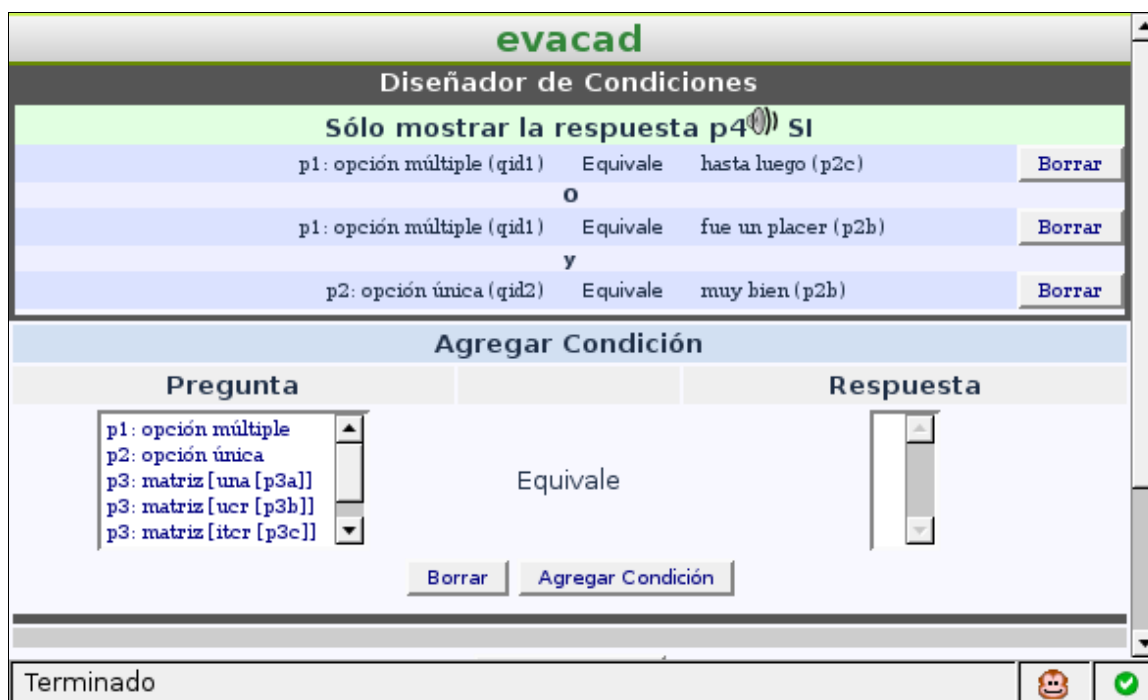 evacad
Diseñador de Condiciones
Sólo mostrar la respuesta p4 SI
p1: opción múltiple (qid1) Equivale hasta luego (p2c) Borrar
O
p1: opción múltiple (qid1) Equivale fue un placer (p2b) Borrar
y
p2: opción única (qid2) Equivale muy bien (p2b) Borrar
Agregar Condición
Pregunta Respuesta
p1: opción múltiple
p2: opción única
p3: matriz [una [p3a]]
p3: matriz [ucr [p3b]]
p3: matriz [itcr [p3c]]
Equivale
Borrar Agregar Condición
Terminado